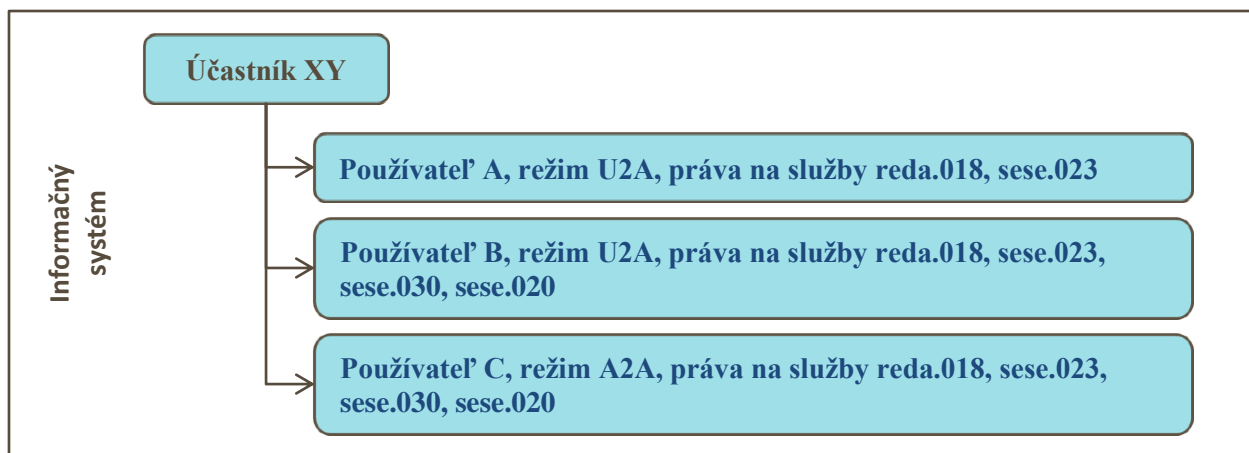 Účastník XY
Informačný
systém
Používateľ A, režim U2A, práva na služby reda.018, sese.023
Používateľ B, režim U2A, práva na služby reda.018, sese.023,
sese.030, sese.020
Používateľ C, režim A2A, práva na služby reda.018, sese.023,
sese.030, sese.020